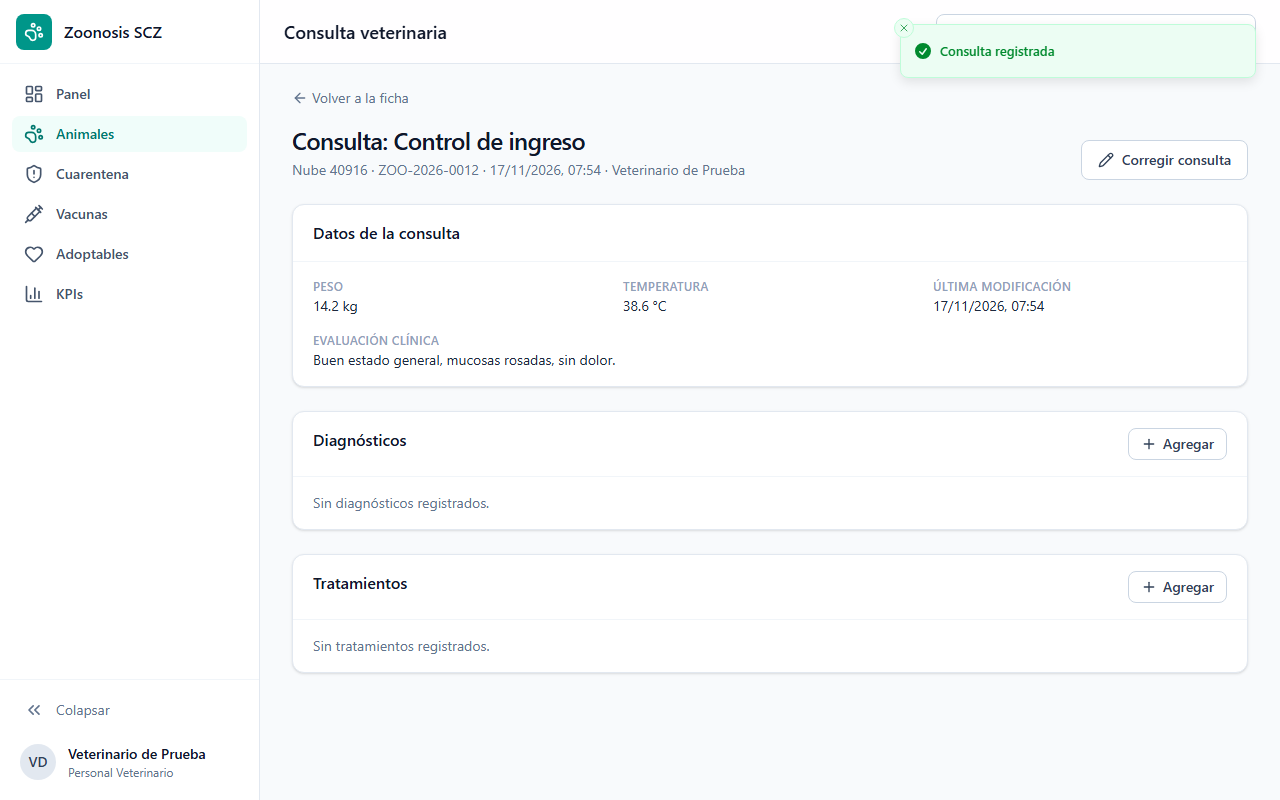 Zoonosis SCZ
Panel
Animales
Cuarentena
Vacunas
Adoptables
KPIs
Colapsar
VD
Veterinario de Prueba
Personal Veterinario
Consulta veterinaria
Consulta registrada
Volver a la ficha
Consulta: Control de ingreso
Nube 40916 · ZOO-2026-0012 · 17/11/2026, 07:54 · Veterinario de Prueba
Corregir consulta
Datos de la consulta
PESO
14.2 kg
TEMPERATURA
38.6 °C
ÚLTIMA MODIFICACIÓN
17/11/2026, 07:54
EVALUACIÓN CLÍNICA
Buen estado general, mucosas rosadas, sin dolor.
Diagnósticos
Agregar
Sin diagnósticos registrados.
Tratamientos
Agregar
Sin tratamientos registrados.